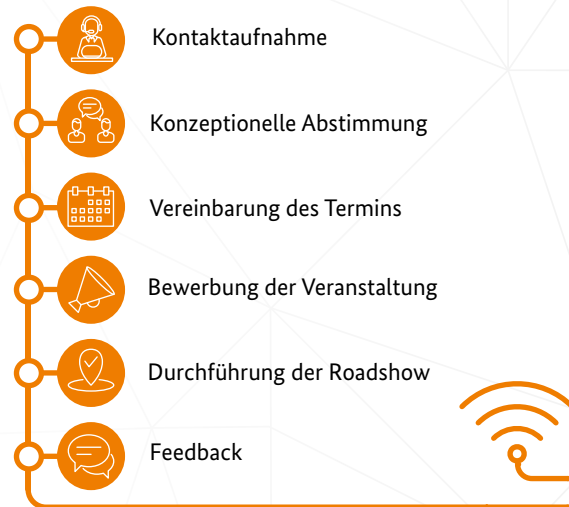 Kontaktaufnahme
Konzeptionelle Abstimmung
Vereinbarung des Termins
Bewerbung der Veranstaltung
Durchführung der Roadshow
Feedback